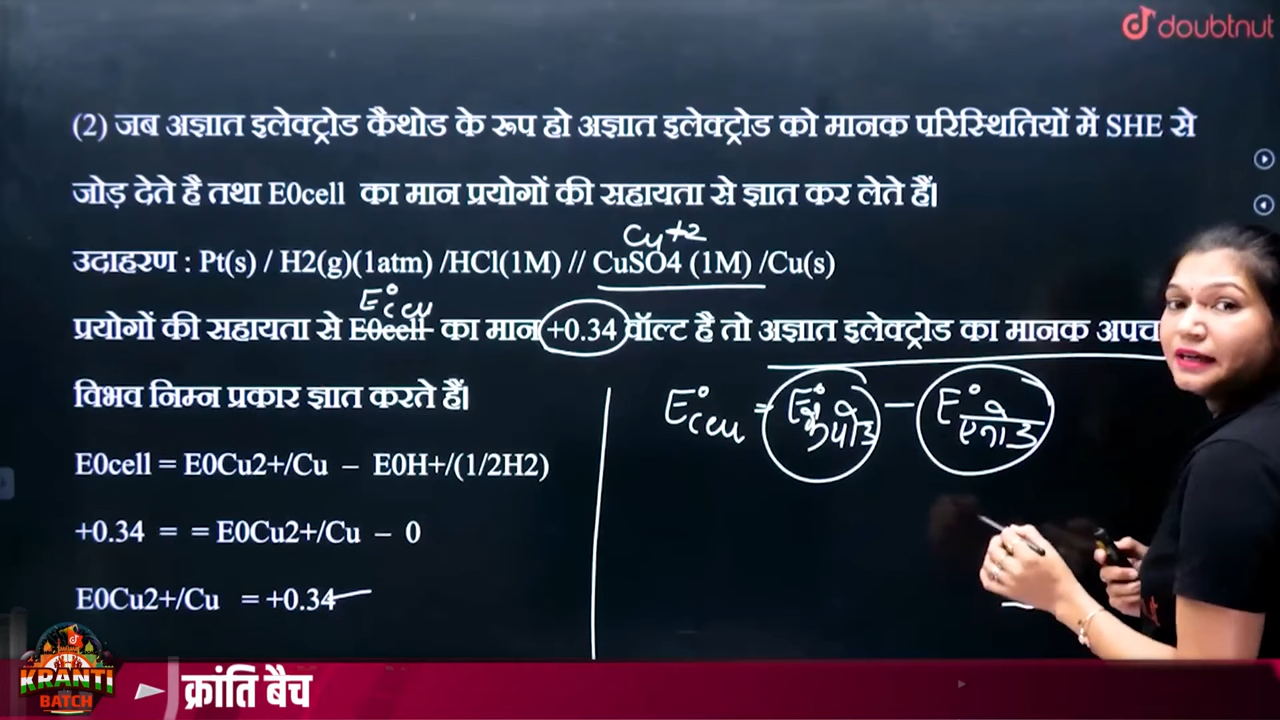 doubtnut
(2) जब अज्ञात इलेक्ट्रोड कैथोड के रूप हो अज्ञात इलेक्ट्रोड को मानक परिस्थितियों में SHE से
जोड़ देते है तथा E0cell का मान प्रयोगों की सहायता से ज्ञात कर लेते हैं।
Cu+2
उदाहरण : Pt(s) / H2(g)(1atm) /HCl(1M) // CuSO4 (1M) /Cu(s)
E°cell
प्रयोगों की सहायता से E0cell का मान +0.34 वॉल्ट है तो अज्ञात इलेक्ट्रोड का मानक अपच
विभव निम्न प्रकार ज्ञात करते हैं।
E°cell = E°कैथोड – E°एनोड
E0cell = E0Cu2+/Cu – E0H+/(1/2H2)
+0.34 = = E0Cu2+/Cu – 0
E0Cu2+/Cu = +0.34
KRANTI
BATCH
क्रांति बैच